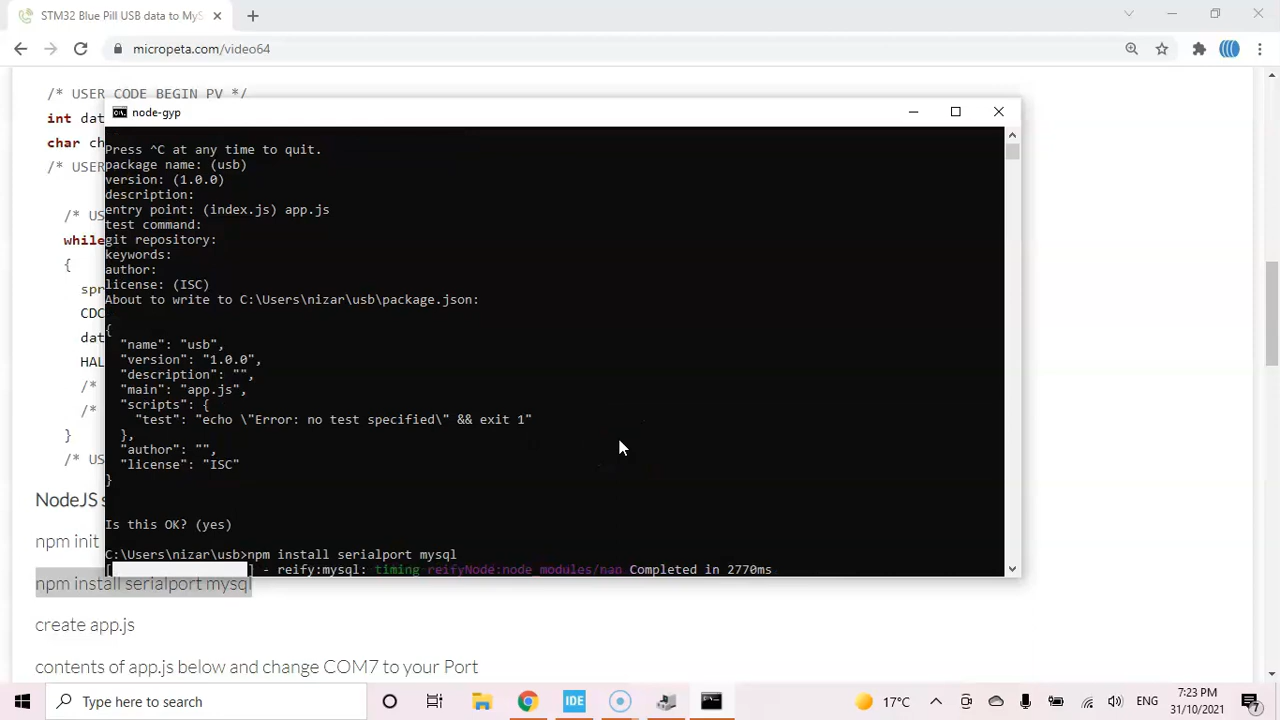 STM32 Blue Pill USB data to MyS
micropeta.com/video64
/* USER CODE BEGIN PV */
int dat
char ch
/* USER
/* US
while
{
spr
CDC
dat
HAL
/*
/*
}
/* US
node-gyp
Press ^C at any time to quit.
package name: (usb)
version: (1.0.0)
description:
entry point: (index.js) app.js
test command:
git repository:
keywords:
author:
license: (ISC)
About to write to C:\Users\nizar\usb\package.json:
{
"name": "usb",
"version": "1.0.0",
"description": "",
"main": "app.js",
"scripts": {
"test": "echo \"Error: no test specified\" && exit 1"
},
"author": "",
"license": "ISC"
}
Is this OK? (yes)
C:\Users\nizar\usb>npm install serialport mysql
[ ] - reify:mysql: timing reifyNode:node_modules/nan Completed in 2770ms
NodeJS s
npm init
npm install serialport mysql
create app.js
contents of app.js below and change COM7 to your Port
Type here to search
IDE
17°C
ENG
7:23 PM
31/10/2021
7